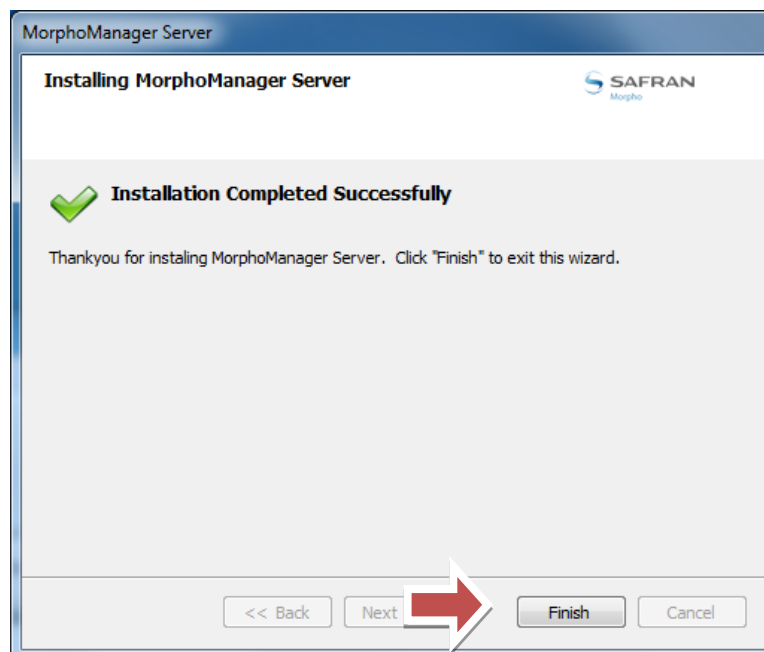 MorphoManager Server
Installing MorphoManager Server
SAFRAN
Morpho
Installation Completed Successfully
Thankyou for instaling MorphoManager Server. Click "Finish" to exit this wizard.
<< Back Next Finish Cancel